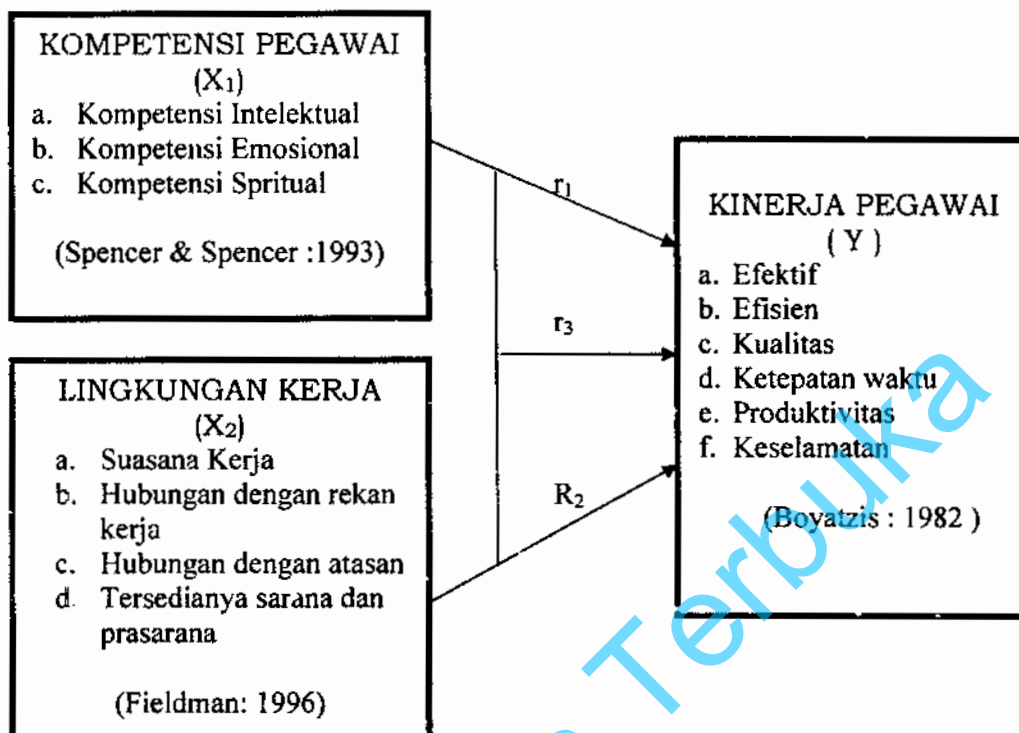 KOMPETENSI PEGAWAI
(X1)
a. Kompetensi Intelektual
b. Kompetensi Emosional
c. Kompetensi Spritual
(Spencer & Spencer :1993)
LINGKUNGAN KERJA
(X2)
a. Suasana Kerja
b. Hubungan dengan rekan
kerja
c. Hubungan dengan atasan
d. Tersedianya sarana dan
prasarana
(Fieldman: 1996)
r1
r3
R2
KINERJA PEGAWAI
( Y )
a. Efektif
b. Efisien
c. Kualitas
d. Ketepatan waktu
e. Produktivitas
f. Keselamatan
(Boyatzis : 1982 )
Terbuka